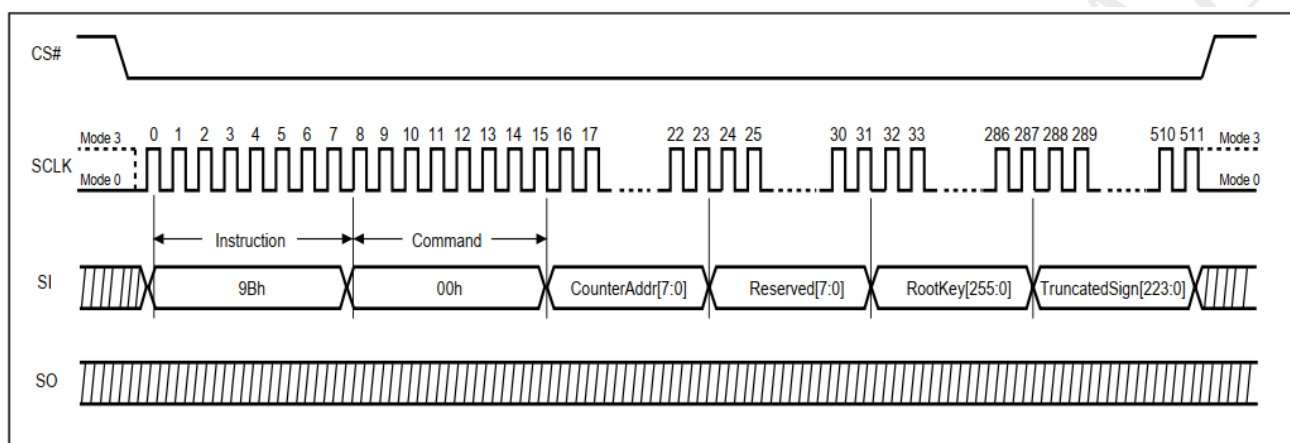 CS#
Mode 3 0 1 2 3 4 5 6 7 8 9 10 11 12 13 14 15 16 17 22 23 24 25 30 31 32 33 286 287 288 289 510 511 Mode 3
SCLK
Mode 0 Mode 0
Instruction Command
SI 9Bh 00h CounterAddr[7:0] Reserved[7:0] RootKey[255:0] TruncatedSign[223:0]
SO